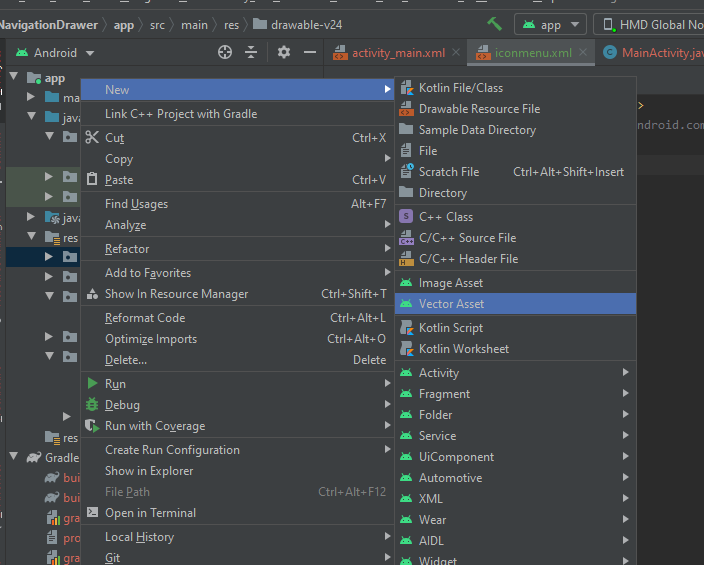 NavigationDrawer > app > src > main > res > drawable-v24
app
HMD Global No
Android
activity_main.xml
iconmenu.xml
MainActivity.jav
app
ma
java
java
res
res
Gradle
bui
bui
gra
pro
gra
New
Link C++ Project with Gradle
Cut Ctrl+X
Copy
Paste Ctrl+V
Find Usages Alt+F7
Analyze
Refactor
Add to Favorites
Show In Resource Manager Ctrl+Shift+T
Reformat Code Ctrl+Alt+L
Optimize Imports Ctrl+Alt+O
Delete... Delete
Run
Debug
Run with Coverage
Create Run Configuration
Show in Explorer
File Path Ctrl+Alt+F12
Open in Terminal
Local History
Git
Kotlin File/Class
Drawable Resource File
Sample Data Directory
File
Scratch File Ctrl+Alt+Shift+Insert
Directory
C++ Class
C/C++ Source File
C/C++ Header File
Image Asset
Vector Asset
Kotlin Script
Kotlin Worksheet
Activity
Fragment
Folder
Service
UiComponent
Automotive
XML
Wear
AIDL
Widget
>
ndroid.com